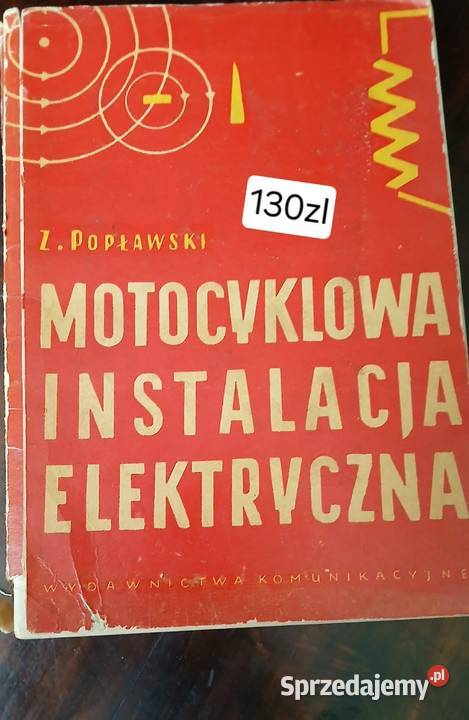 130zl
Z. POPŁAWSKI
MOTOCYKLOWA
INSTALACJA
ELEKTRYCZNA
WYDAWNICTWA KOMUNIKACYJNE
Sprzedajemy.pl